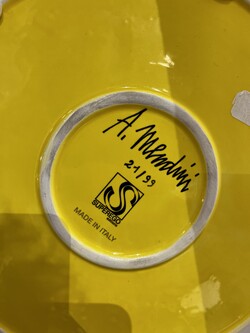 A. Mendini
21/99
SUPEREGO
MADE IN ITALY